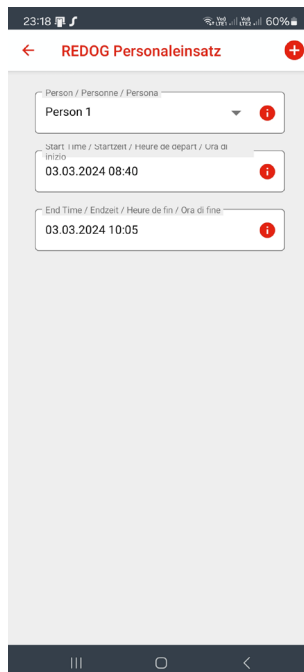 23:18
60%
REDOG Personaleinsatz
Person / Personne / Persona
Person 1
Start Time / Startzeit / Heure de départ / Ora di
inizio
03.03.2024 08:40
End Time / Endzeit / Heure de fin / Ora di fine
03.03.2024 10:05